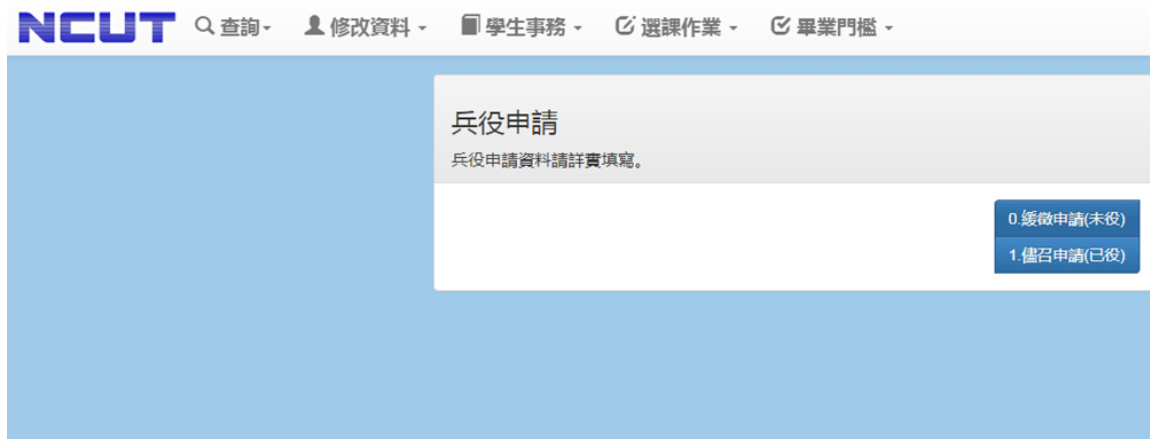 NCUT 查詢 修改資料 學生事務 選課作業 畢業門檻
兵役申請
兵役申請資料請詳實填寫。
0.緩徵申請(未役)
1.儘召申請(已役)